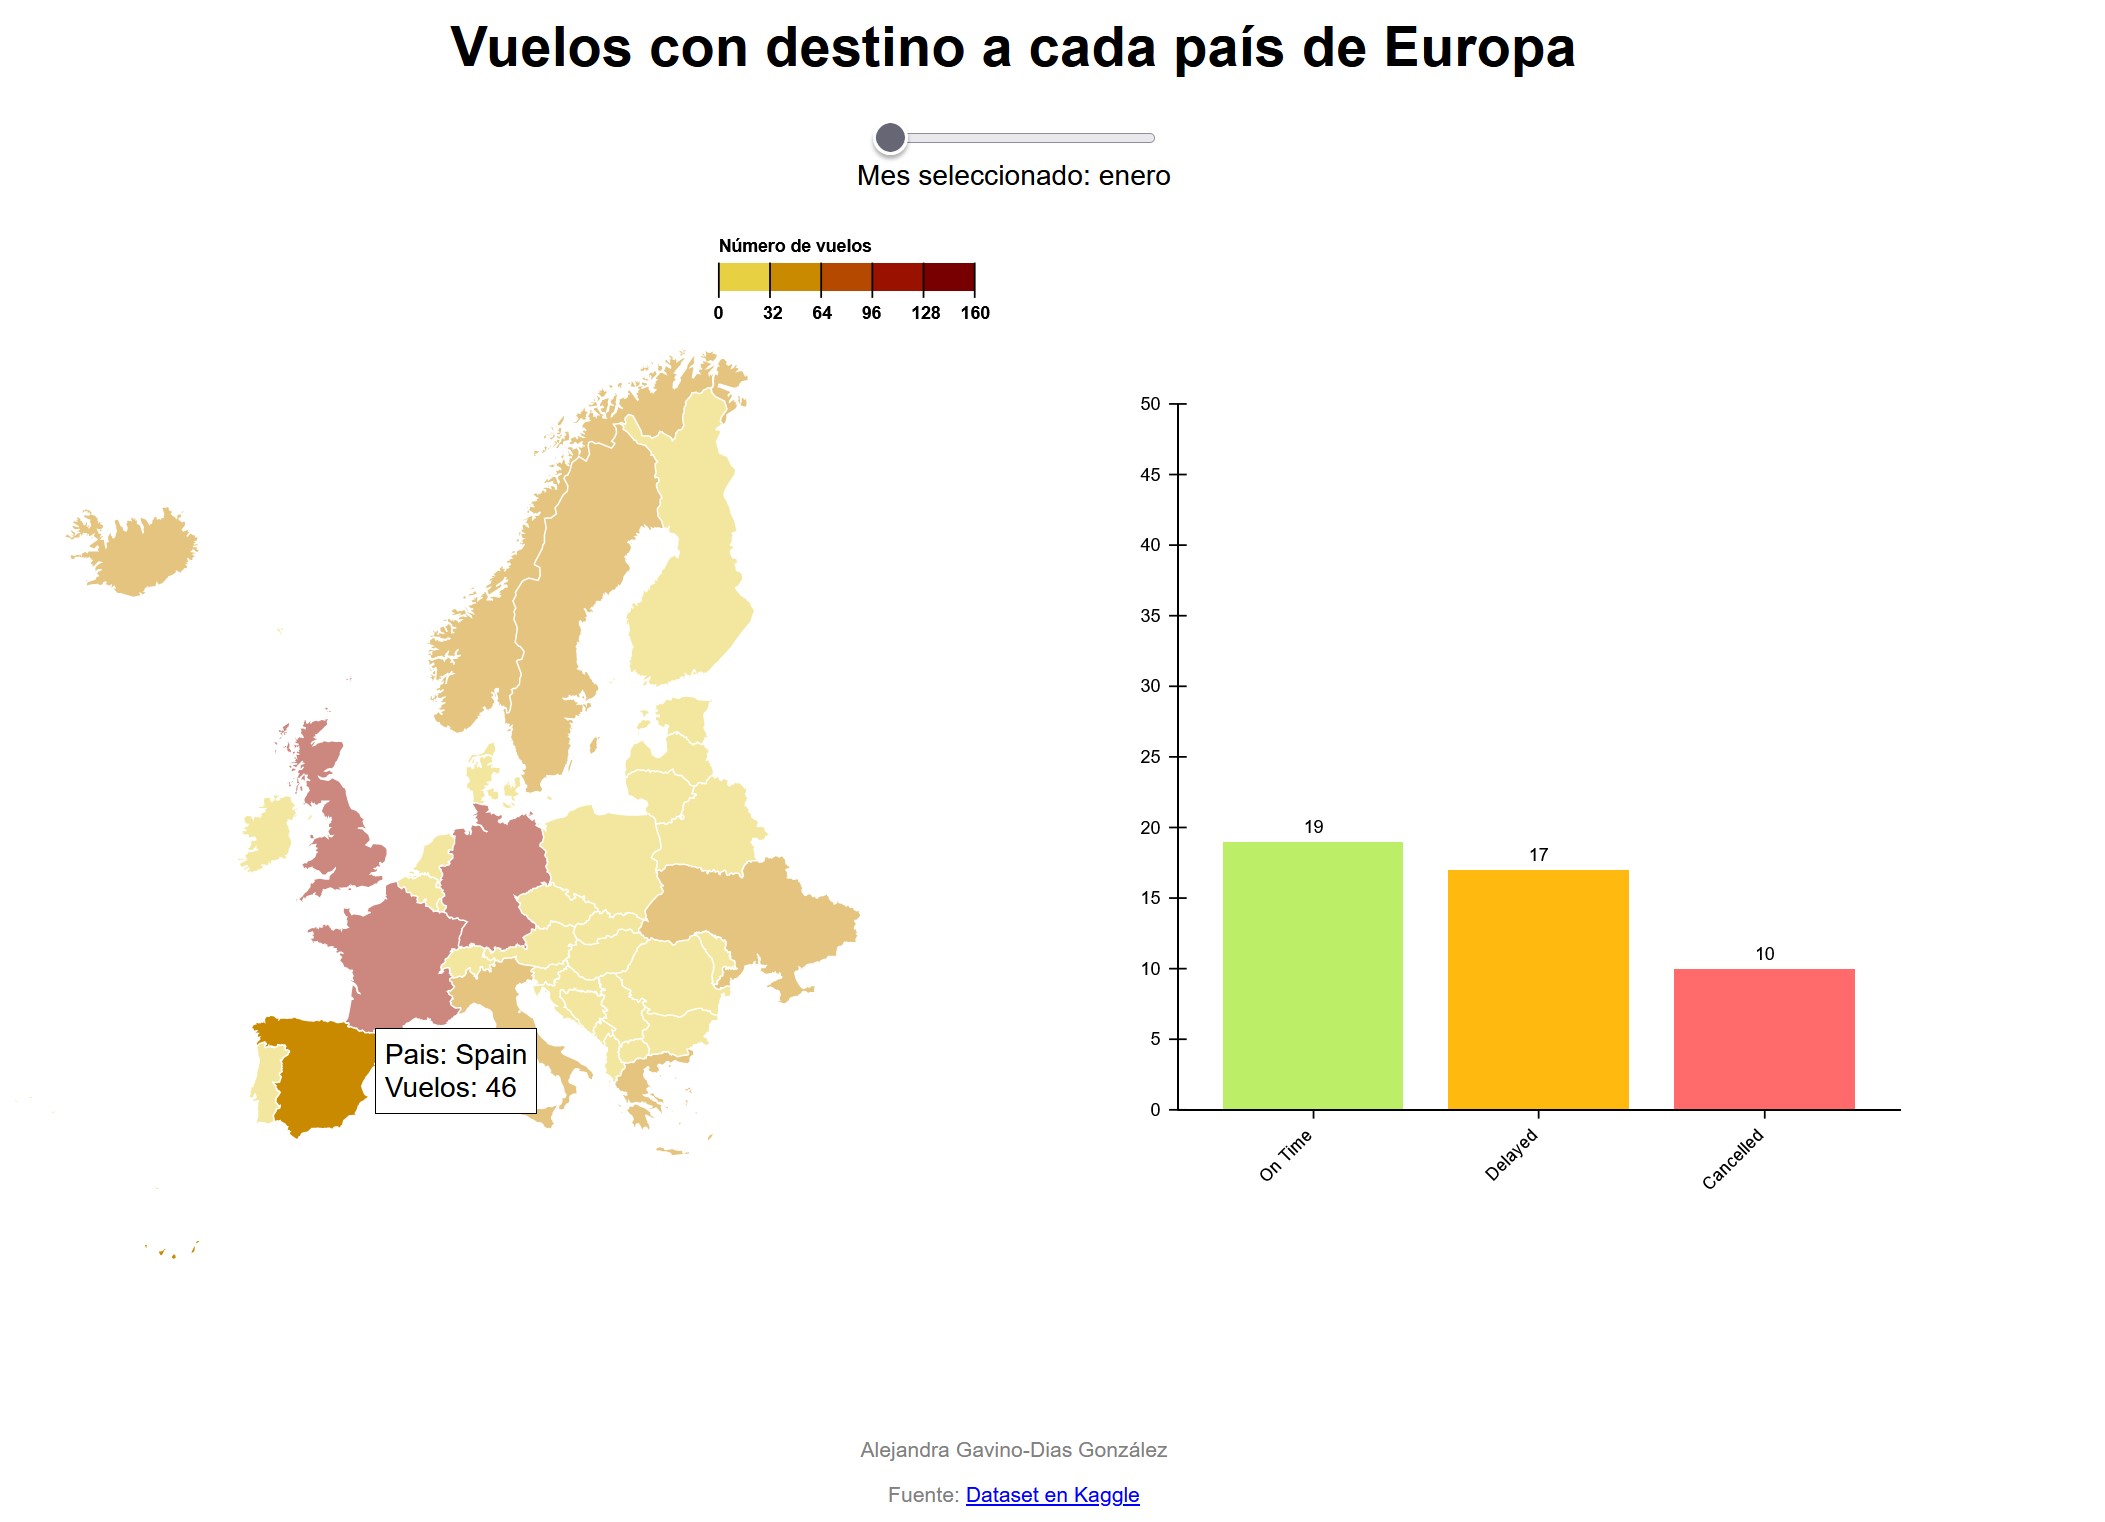 Vuelos con destino a cada país de Europa
Mes seleccionado: enero
Número de vuelos
0 32 64 96 128 160
Pais: Spain
Vuelos: 46
50
45
40
35
30
25
20
15
10
5
0
19
17
10
On Time
Delayed
Cancelled
Alejandra Gavino-Dias González
Fuente: Dataset en Kaggle